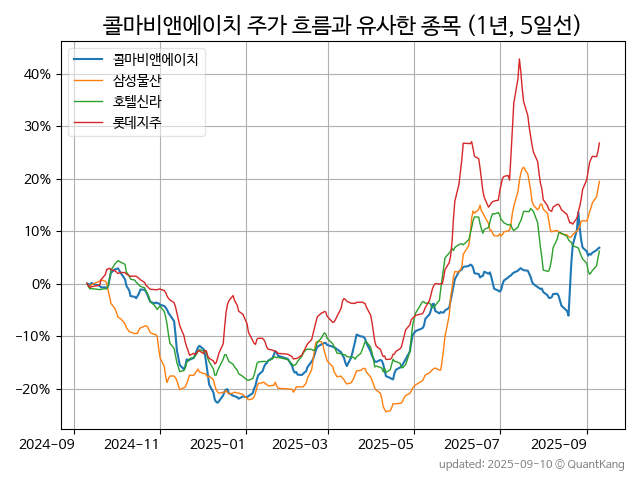 콜마비앤에이치 주가 흐름과 유사한 종목 (1년, 5일선)
콜마비앤에이치
삼성물산
호텔신라
롯데지주
40%
30%
20%
10%
0%
−10%
−20%
2024-09 2024-11 2025-01 2025-03 2025-05 2025-07 2025-09
updated: 2025-09-10 © QuantKang